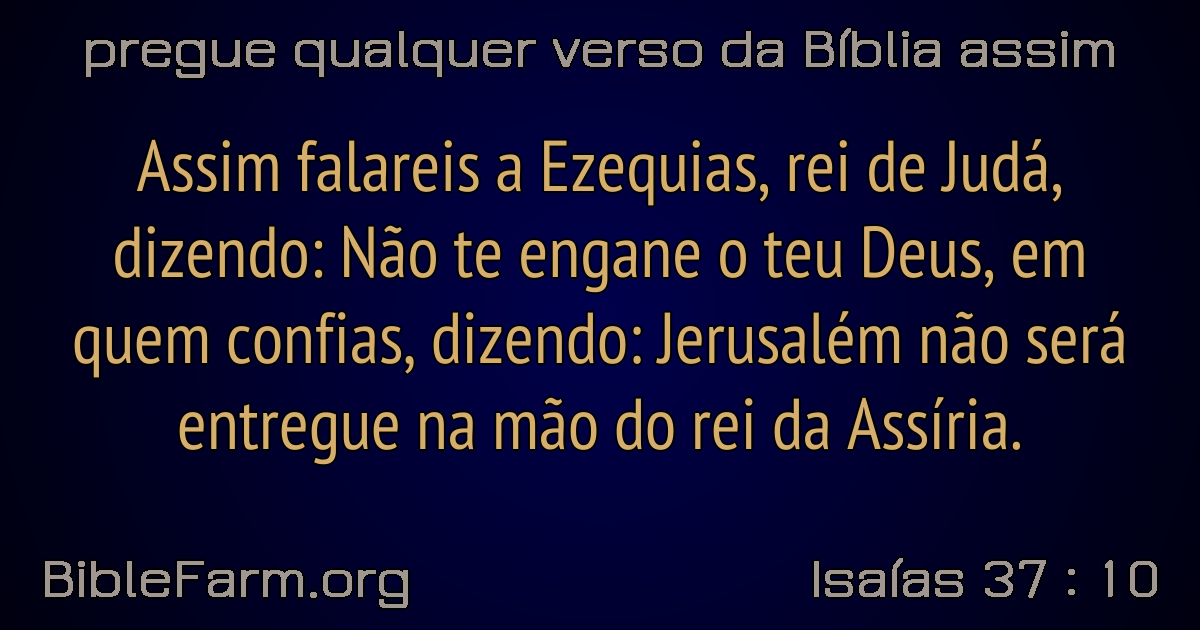 pregue qualquer verso da Bíblia assim
Assim falareis a Ezequias, rei de Judá,
dizendo: Não te engane o teu Deus, em
quem confias, dizendo: Jerusalém não será
entregue na mão do rei da Assíria.
BibleFarm.org
Isaías 37 : 10